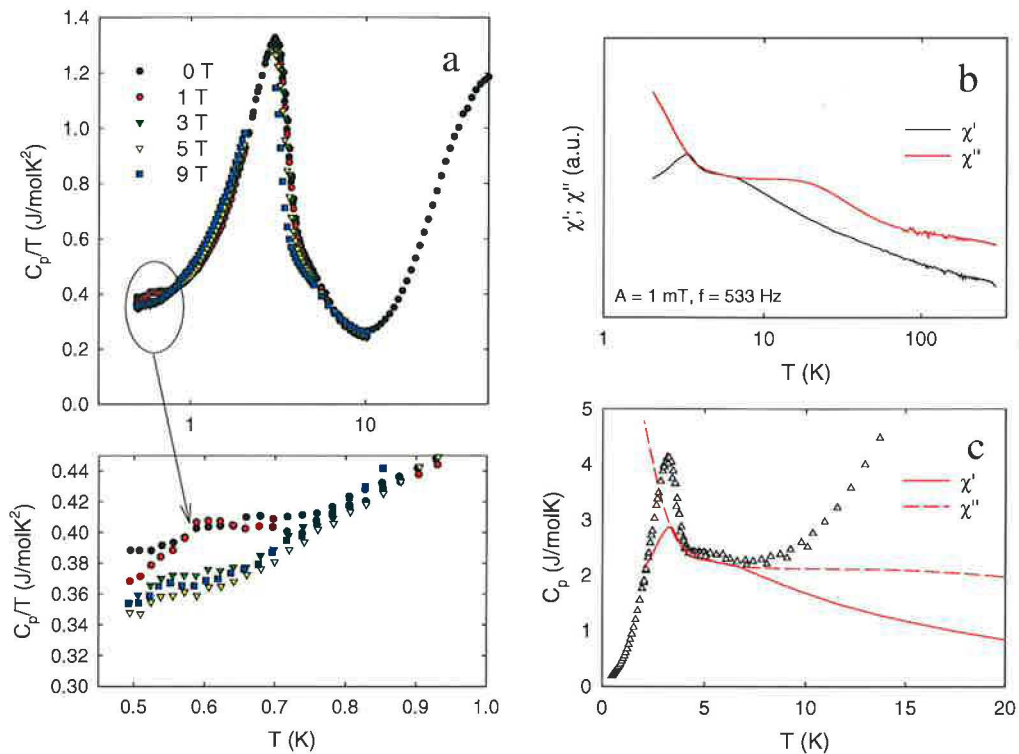 a
0 T
1 T
3 T
5 T
9 T
C_p/T (J/molK²)
1.4
1.2
1.0
0.8
0.6
0.4
0.2
0.0
1
10
C_p/T (J/molK²)
0.44
0.42
0.40
0.38
0.36
0.34
0.32
0.30
0.5
0.6
0.7
0.8
0.9
1.0
T (K)
b
χ'
χ''
χ'; χ'' (a.u.)
A = 1 mT, f = 533 Hz
1
10
100
T (K)
c
χ'
χ''
C_p (J/molK)
5
4
3
2
1
0
0
5
10
15
20
T (K)